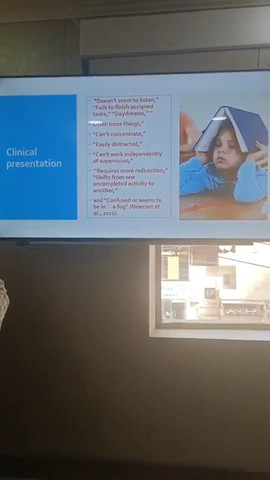 Clinical
presentation
"Doesn't seem to listen,"
"Fails to finish assigned
tasks," "Daydreams," "
Often loses things,"
"Can't concentrate,"
"Easily distracted,"
"Can't work independently
of supervision,"
"Requires more redirection,"
"Shifts from one
uncompleted activity to
another,"
and "Confused or seems to
be in a fog" (Newcorn et
al., 2011).